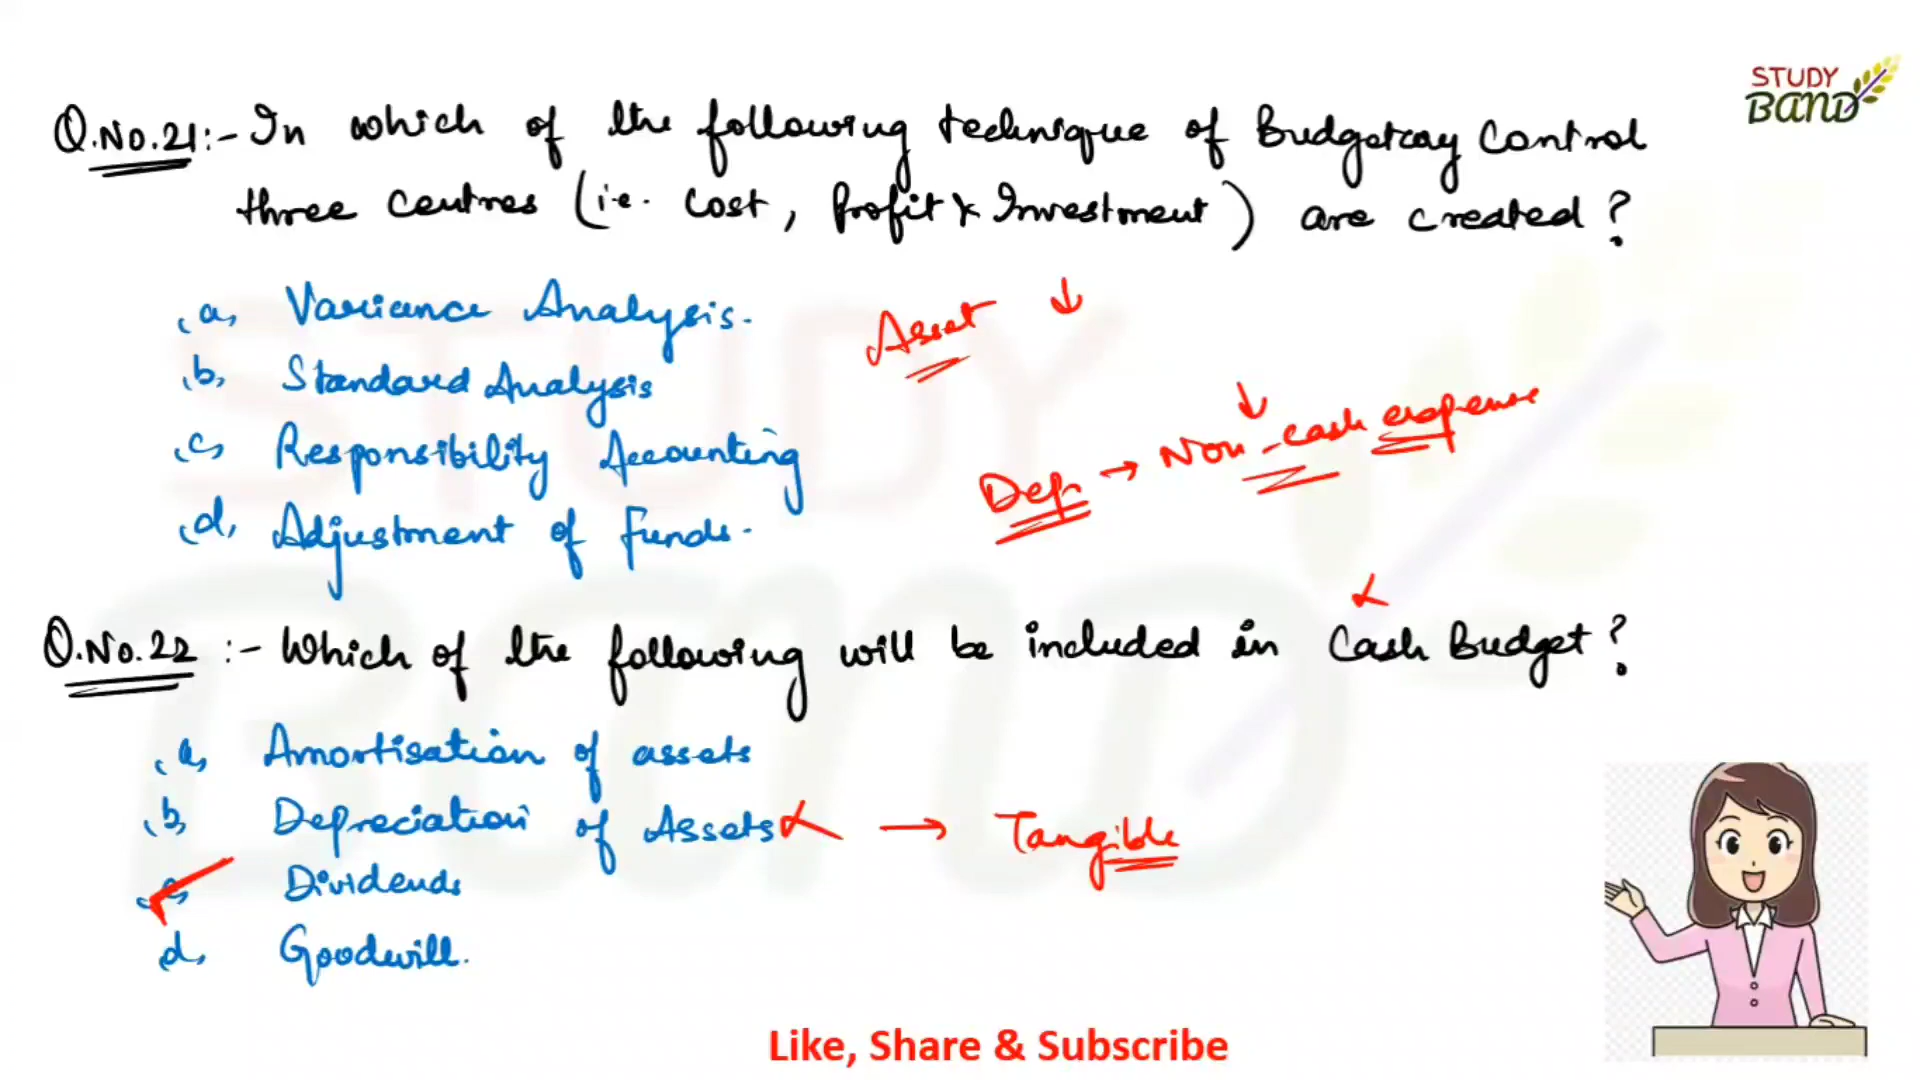 STUDY
BAND
Q.No.21:- In which of the following technique of Budgetary Control
three centres (i.e. Cost, Profit & Investment) are created?
(a) Variance Analysis.
(b) Standard Analysis
(c) Responsibility Accounting
(d) Adjustment of Funds.
Asset ↓
↓
Dep. → Non-cash expense
Q.No.22:- Which of the following will be included in Cash Budget?
(a) Amortisation of assets
(b) Depreciation of Assets → Tangible
(c) Dividends
d) Goodwill.
Like, Share & Subscribe